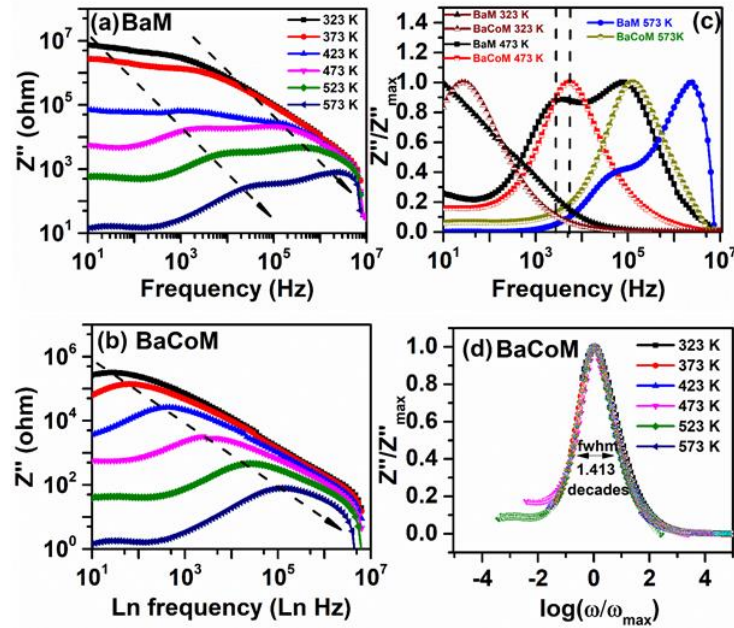 (a)BaM
323 K
373 K
423 K
473 K
523 K
573 K
Z'' (ohm)
10^7
10^5
10^3
10^1
10^1 10^3 10^5 10^7
Frequency (Hz)
(c)
BaM 323 K
BaCoM 323 K
BaM 473 K
BaCoM 473 K
BaM 573 K
BaCoM 573K
Z''/Z''max
1.0
0.8
0.6
0.4
0.2
0.0
10^1 10^3 10^5 10^7
Frequency (Hz)
(b) BaCoM
Z'' (ohm)
10^6
10^4
10^2
10^0
10^1 10^3 10^5 10^7
Ln frequency (Ln Hz)
(d) BaCoM
323 K
373 K
423 K
473 K
523 K
573 K
fwhm
1.413
decades
Z''/Z''max
1.0
0.8
0.6
0.4
0.2
0.0
-4 -2 0 2 4
log(ω/ωmax)